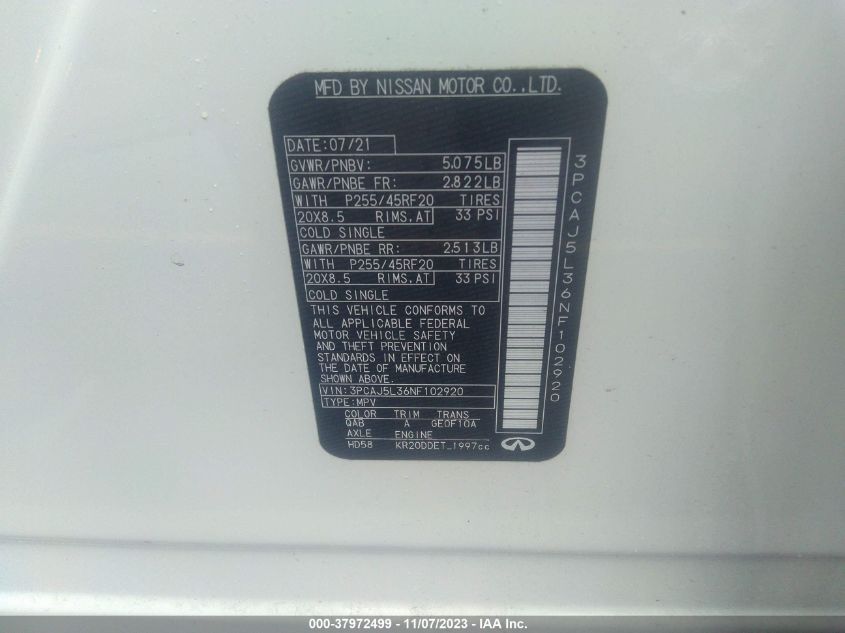 MFD BY NISSAN MOTOR CO.,LTD.
DATE:07/21
GVWR/PNBV: 5,075LB
GAWR/PNBE FR: 2,822LB
WITH P255/45RF20 TIRES
20X8.5 RIMS,AT 33 PSI
COLD SINGLE
GAWR/PNBE RR: 2,513LB
WITH P255/45RF20 TIRES
20X8.5 RIMS,AT 33 PSI
COLD SINGLE
THIS VEHICLE CONFORMS TO
ALL APPLICABLE FEDERAL
MOTOR VEHICLE SAFETY
AND THEFT PREVENTION
STANDARDS IN EFFECT ON
THE DATE OF MANUFACTURE
SHOWN ABOVE.
VIN:3PCAJ5L36NF102920
TYPE:MPV
COLOR TRIM TRANS
QAB A GE0F10A
AXLE ENGINE
HD58 KR20DDET_1997cc
3PCAJ5L36NF102920
000-37972499 - 11/07/2023 - IAA Inc.